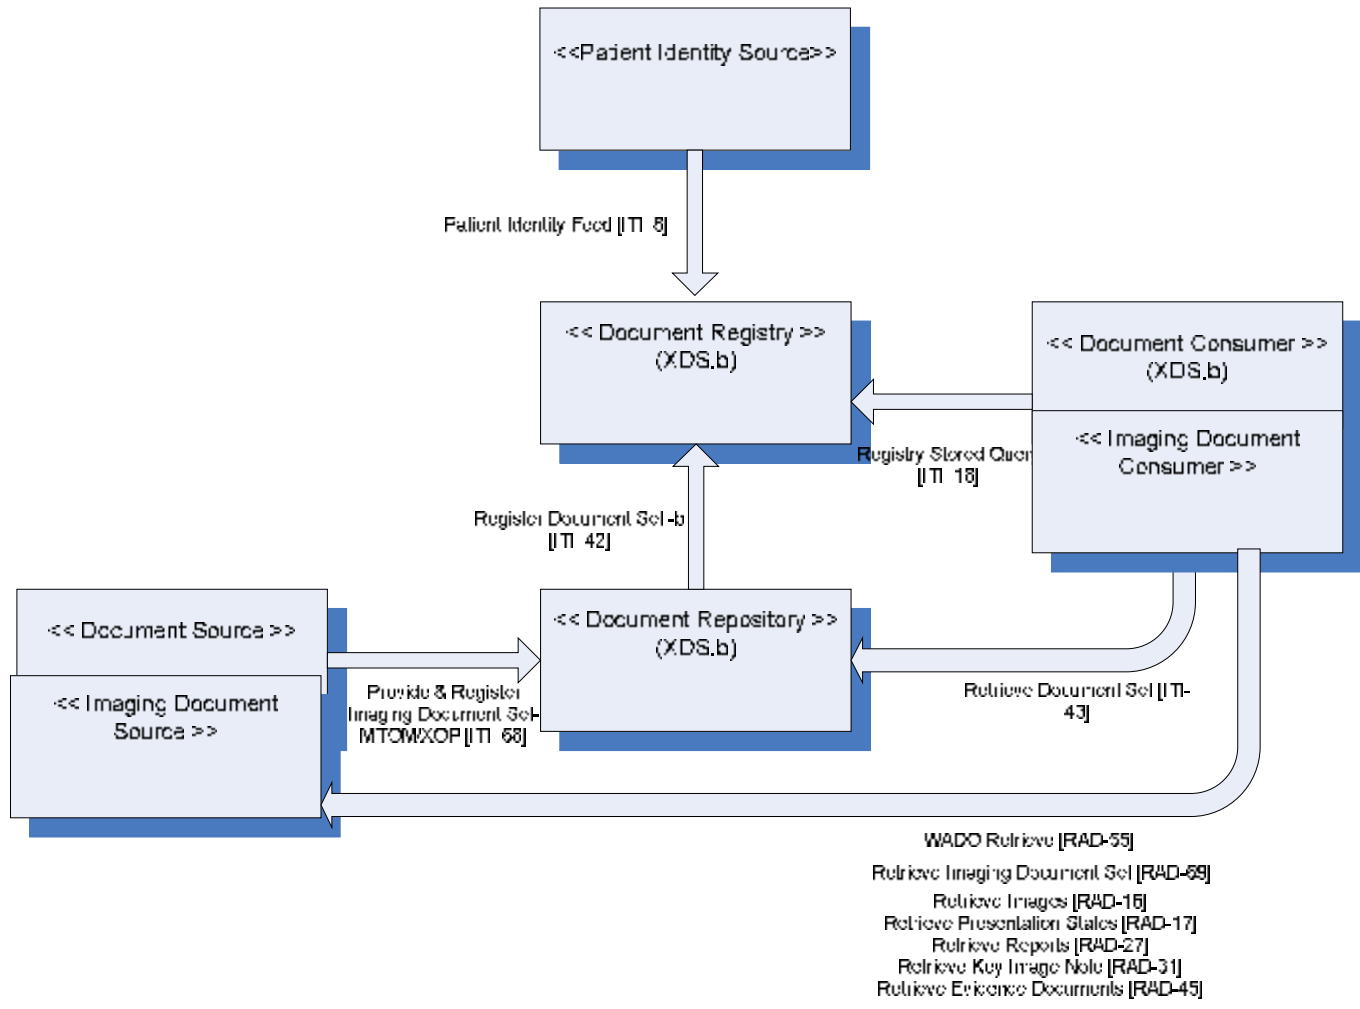 <<Patient Identity Source>>
Patient Identity Feed [ITI-8]
<< Document Registry >>
(XDS.b)
<< Document Consumer >>
(XDS.b)
<< Imaging Document
Consumer >>
Registry Stored Query
[ITI-18]
Register Document Set-b
[ITI-42]
<< Document Source >>
<< Imaging Document
Source >>
Provide & Register
Imaging Document Set-
MTOM/XOP [ITI-68]
<< Document Repository >>
(XDS.b)
Retrieve Document Set [ITI-
43]
WADO Retrieve [RAD-55]
Retrieve Imaging Document Set [RAD-69]
Retrieve Images [RAD-16]
Retrieve Presentation States [RAD-17]
Retrieve Reports [RAD-27]
Retrieve Key Image Note [RAD-31]
Retrieve Evidence Documents [RAD-45]